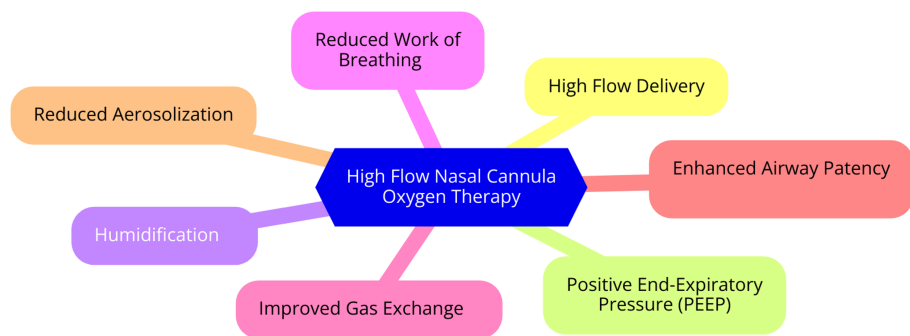 Reduced Work of
Breathing
High Flow Delivery
Reduced Aerosolization
Enhanced Airway Patency
High Flow Nasal Cannula
Oxygen Therapy
Humidification
Positive End-Expiratory
Pressure (PEEP)
Improved Gas Exchange